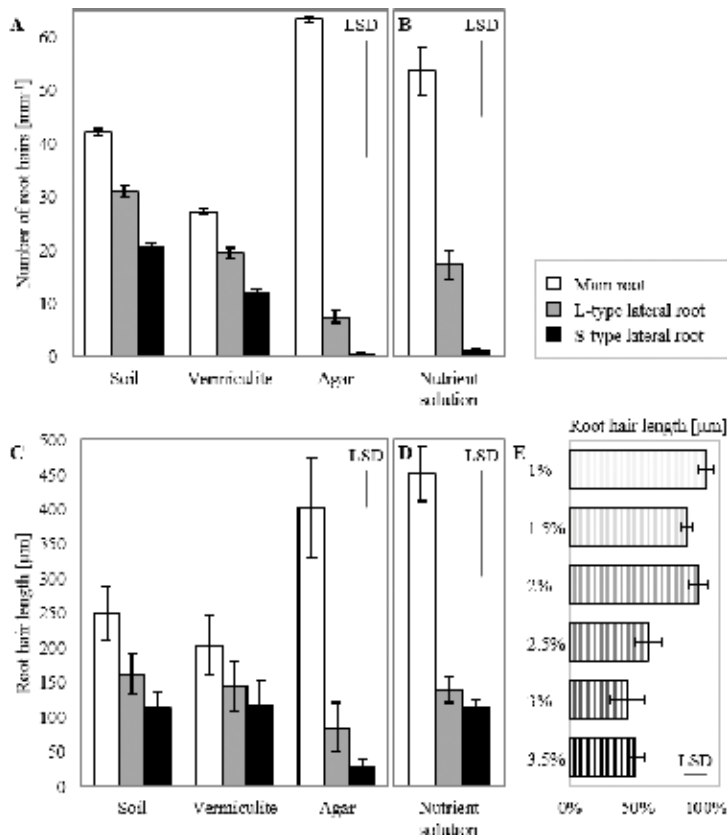 A
LSD
B
LSD
Number of root hairs [mm⁻¹]
60
50
40
30
20
10
0
Soil
Vermiculite
Agar
Nutrient
solution
Main root
L-type lateral root
S type lateral root
C
LSD
D
LSD
Root hair length [µm]
500
450
400
350
300
250
200
150
100
50
0
Soil
Vermiculite
Agar
Nutrient
solution
Root hair length [µm]
E
1%
1.5%
2%
2.5%
3%
3.5%
LSD
0%
50%
100%